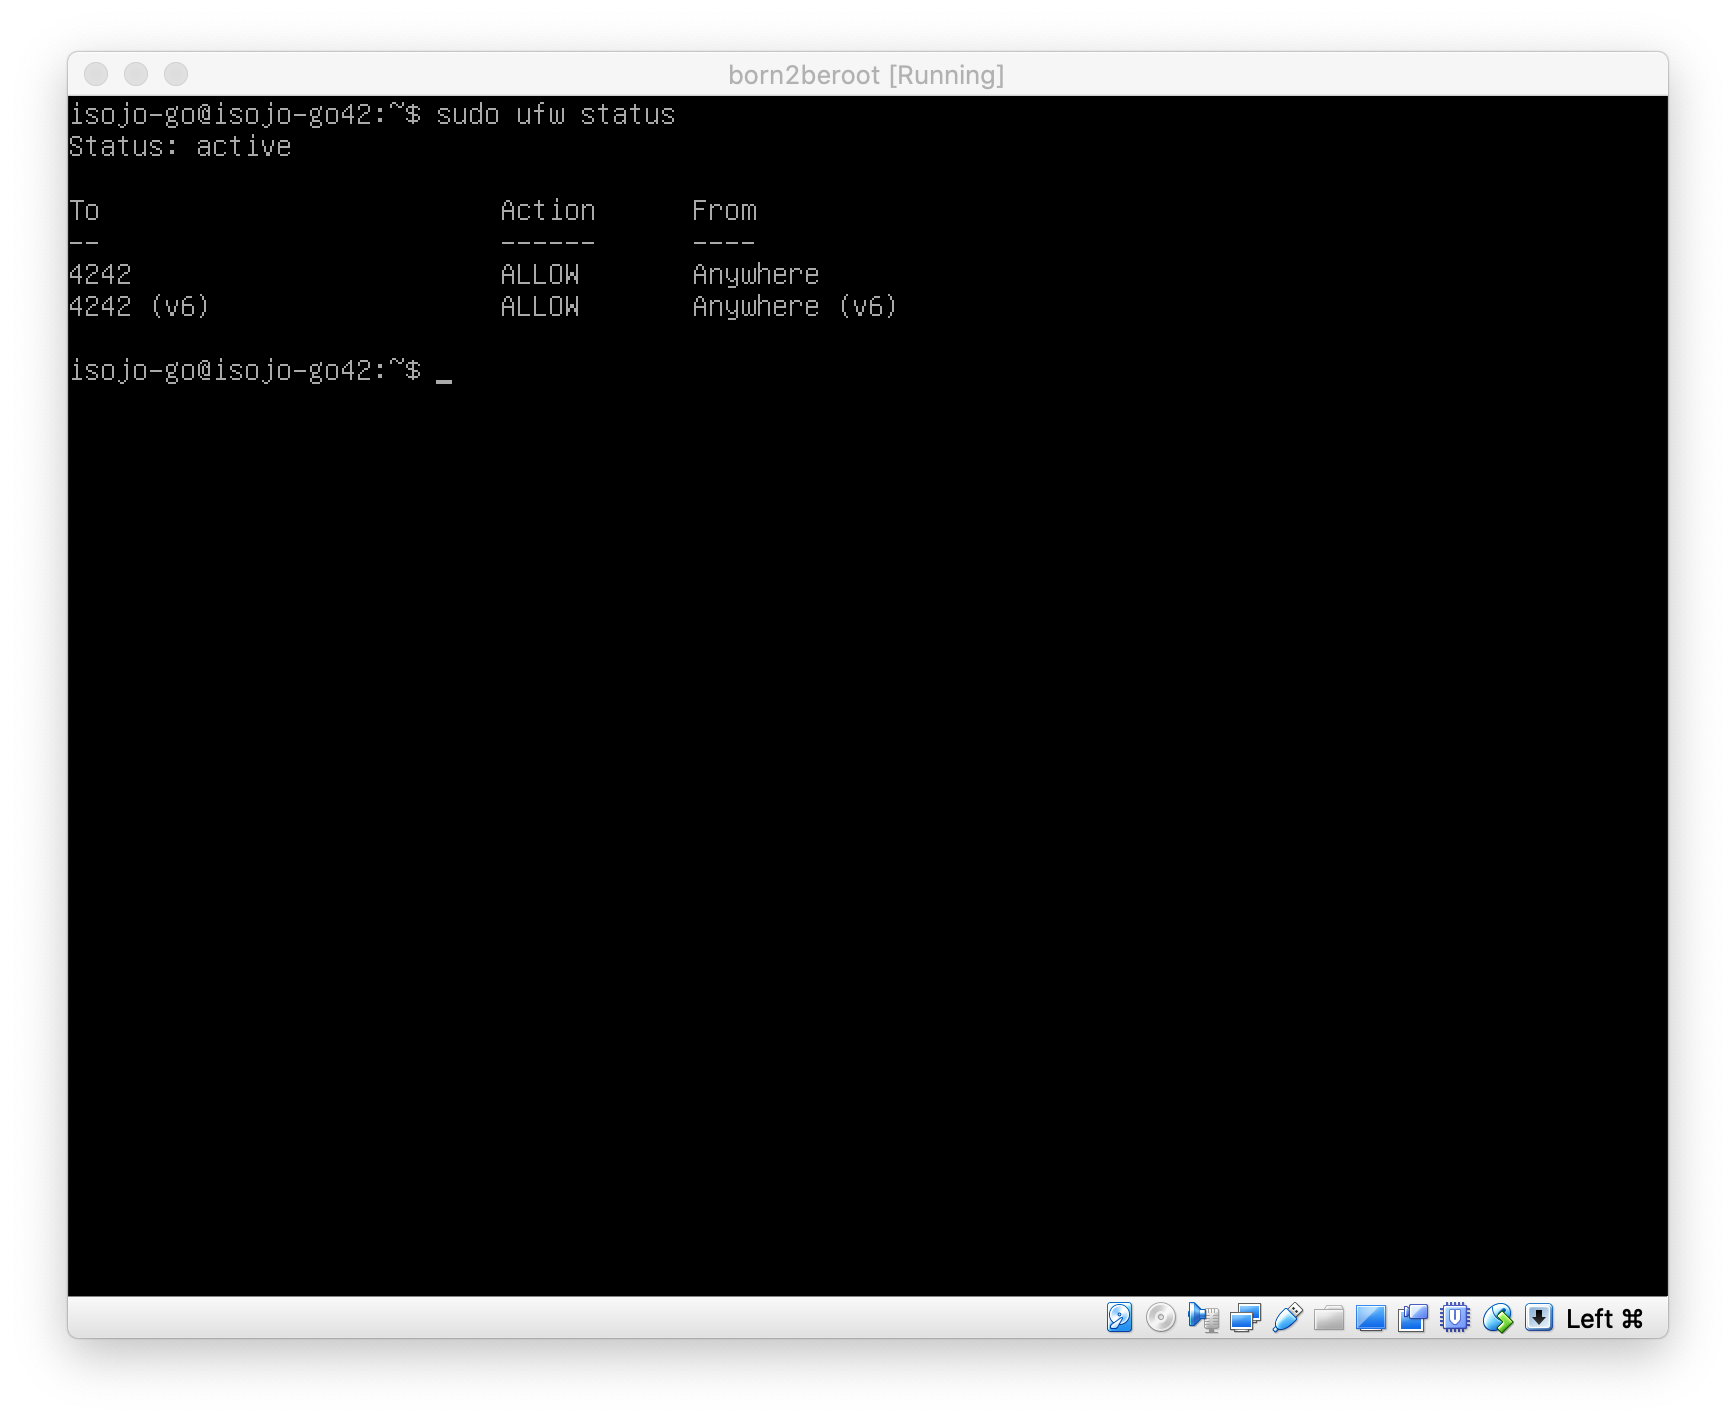 born2beroot [Running]
isojo-go@isojo-go42:~$ sudo ufw status
Status: active
To Action From
-- ------ ----
4242 ALLOW Anywhere
4242 (v6) ALLOW Anywhere (v6)
isojo-go@isojo-go42:~$ _
Left ⌘